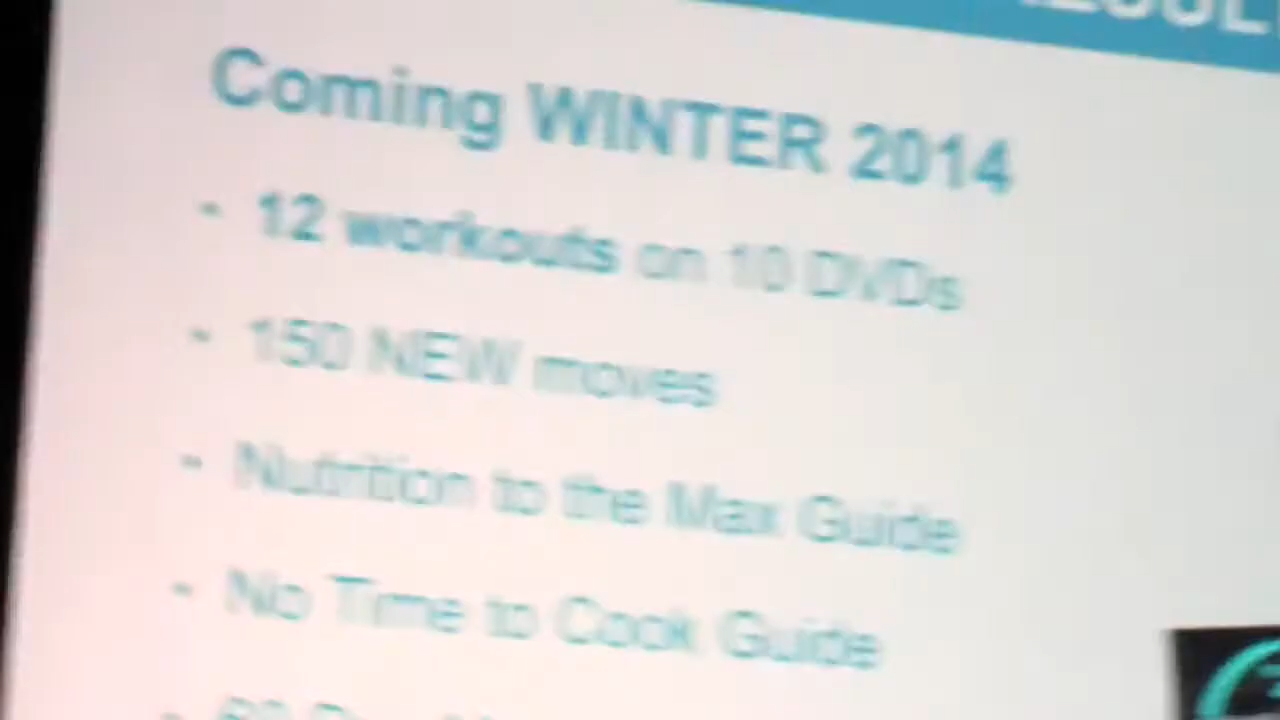 Coming WINTER 2014
- 12 workouts on 10 DVDs
- 150 NEW moves
- Nutrition to the Max Guide
- No Time to Cook Guide